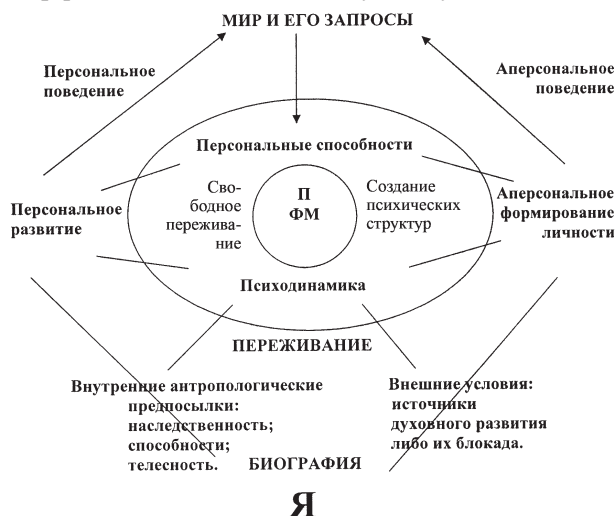 МИР И ЕГО ЗАПРОСЫ
Персональное
поведение
Аперсональное
поведение
Персональные способности
Сво-
бодное
пережива-
ние
П
ФМ
Создание
психических
структур
Персональное
развитие
Аперсональное
формирование
личности
Психодинамика
ПЕРЕЖИВАНИЕ
Внутренние антропологические
предпосылки:
наследственность;
способности;
телесность.
Внешние условия:
источники
духовного развития
либо их блокада.
БИОГРАФИЯ
Я